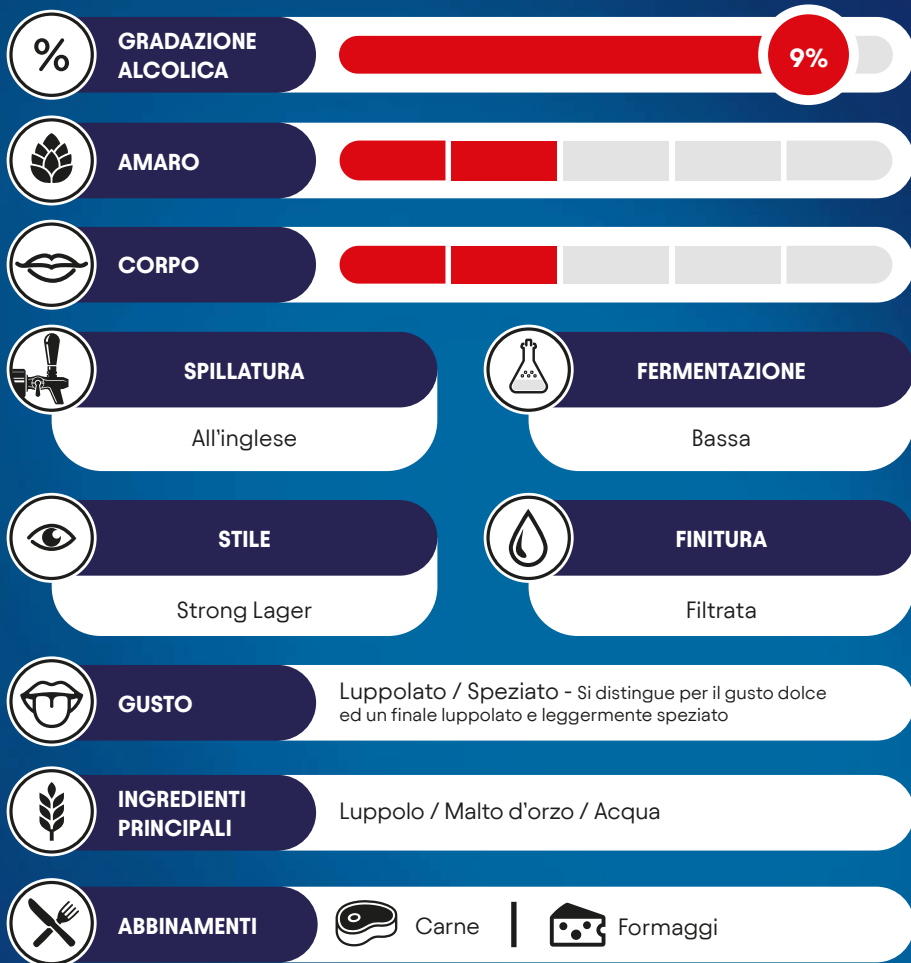 %
GRADAZIONE
ALCOLICA
9%
AMARO
CORPO
SPILLATURA
All'inglese
FERMENTAZIONE
Bassa
STILE
Strong Lager
FINITURA
Filtrata
GUSTO
Luppolato / Speziato - Si distingue per il gusto dolce
ed un finale luppolato e leggermente speziato
INGREDIENTI
PRINCIPALI
Luppolo / Malto d'orzo / Acqua
ABBINAMENTI
Carne
Formaggi